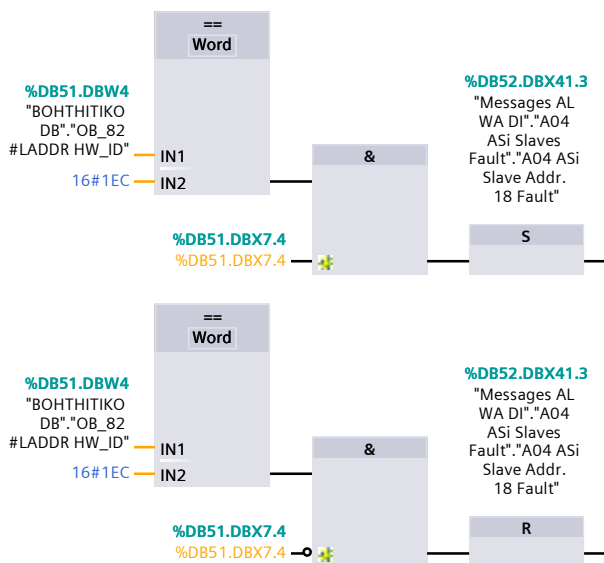 ==
Word
%DB51.DBW4
"BOHTHITIKO
DB"."OB_82
#LADDR HW_ID"
IN1
16#1EC
IN2
%DB52.DBX41.3
"Messages AL
WA DI"."A04
ASi Slaves
Fault"."A04 ASi
Slave Addr.
18 Fault"
&
%DB51.DBX7.4
%DB51.DBX7.4
S
==
Word
%DB51.DBW4
"BOHTHITIKO
DB"."OB_82
#LADDR HW_ID"
IN1
16#1EC
IN2
%DB52.DBX41.3
"Messages AL
WA DI"."A04
ASi Slaves
Fault"."A04 ASi
Slave Addr.
18 Fault"
&
%DB51.DBX7.4
%DB51.DBX7.4
R